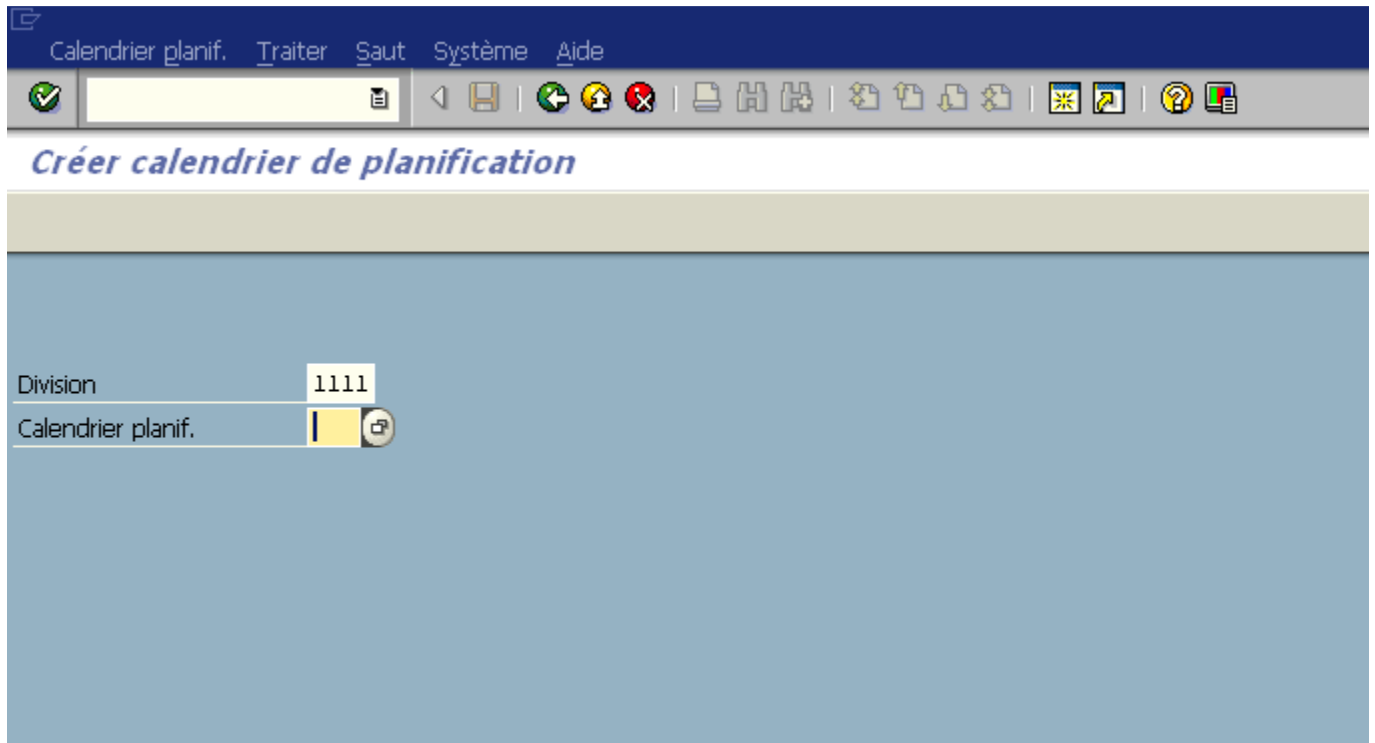 Calendrier planif. Traiter Saut Système Aide
Créer calendrier de planification
Division 1111
Calendrier planif.